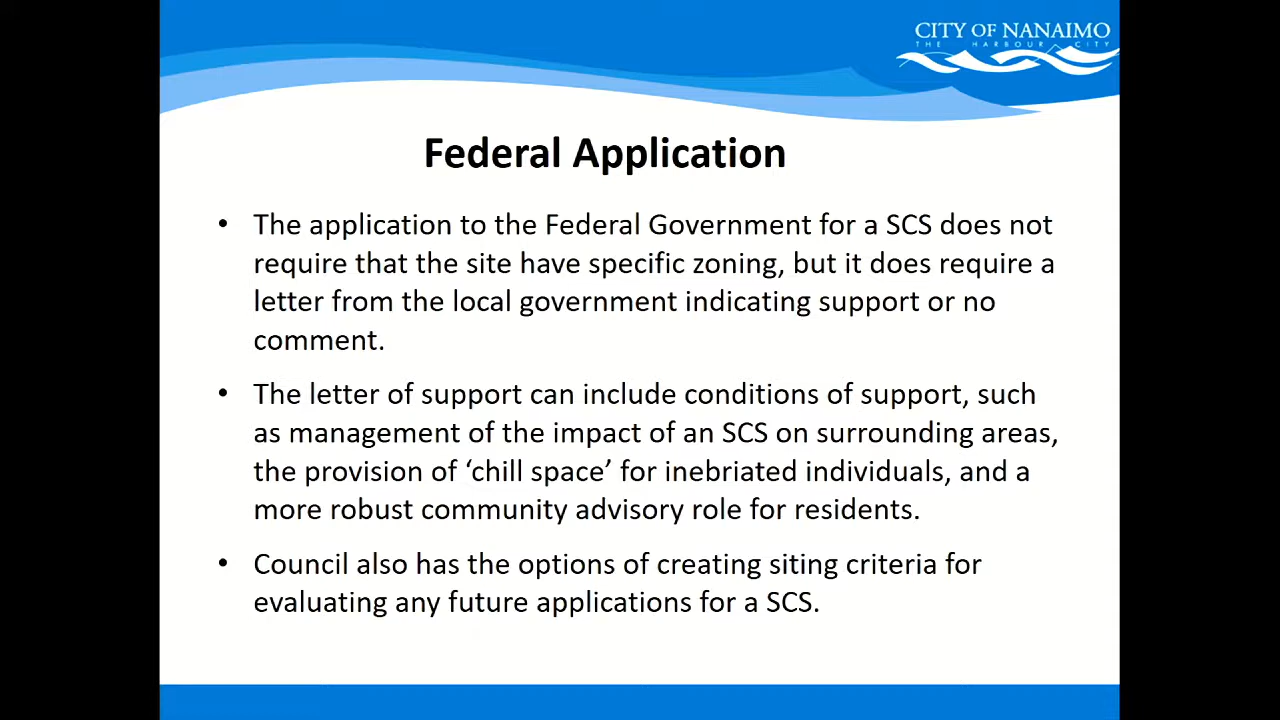 CITY OF NANAIMO
THE HARBOUR CITY
Federal Application
• The application to the Federal Government for a SCS does not
require that the site have specific zoning, but it does require a
letter from the local government indicating support or no
comment.
• The letter of support can include conditions of support, such
as management of the impact of an SCS on surrounding areas,
the provision of ‘chill space’ for inebriated individuals, and a
more robust community advisory role for residents.
• Council also has the options of creating siting criteria for
evaluating any future applications for a SCS.